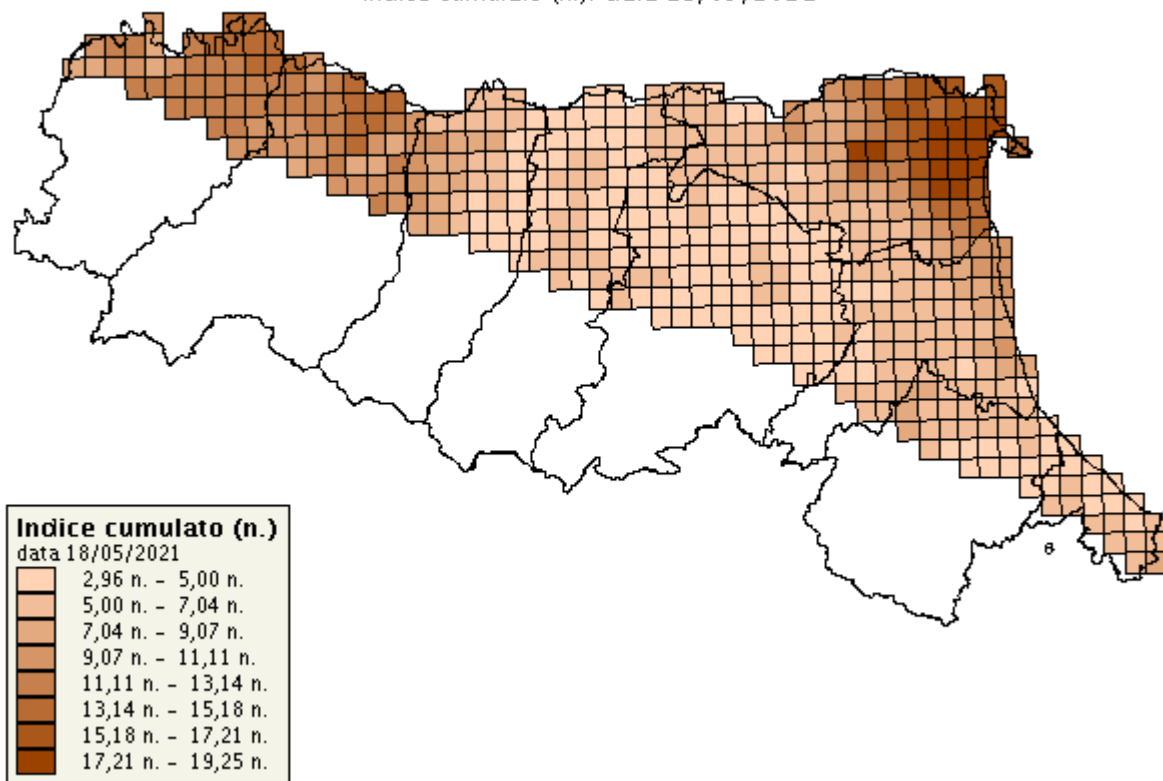 Indice cumulato (n.)
data 18/05/2021
2,96 n. - 5,00 n.
5,00 n. - 7,04 n.
7,04 n. - 9,07 n.
9,07 n. - 11,11 n.
11,11 n. - 13,14 n.
13,14 n. - 15,18 n.
15,18 n. - 17,21 n.
17,21 n. - 19,25 n.